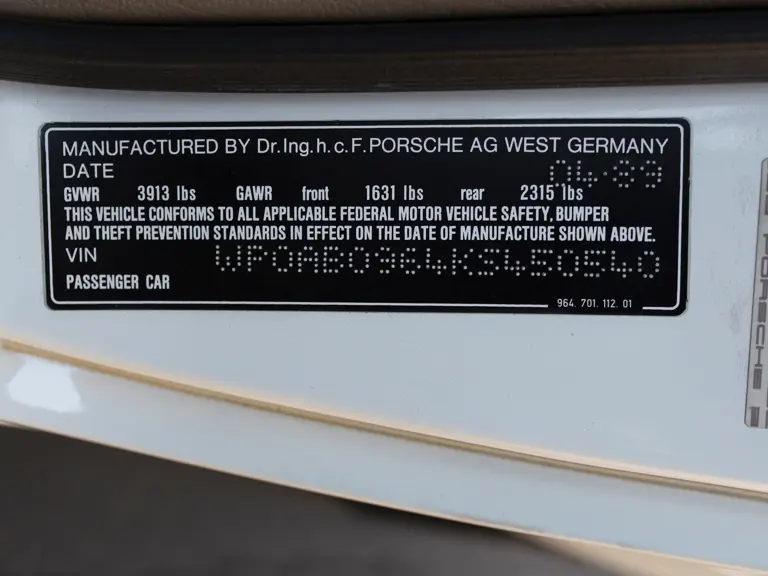 MANUFACTURED BY Dr.Ing.h.c.F.PORSCHE AG WEST GERMANY
DATE 04·89
GVWR 3913 lbs GAWR front 1631 lbs rear 2315 lbs
THIS VEHICLE CONFORMS TO ALL APPLICABLE FEDERAL MOTOR VEHICLE SAFETY, BUMPER
AND THEFT PREVENTION STANDARDS IN EFFECT ON THE DATE OF MANUFACTURE SHOWN ABOVE.
VIN WP0AB0964KS450540
PASSENGER CAR
964. 701. 112. 01
PORSCHE